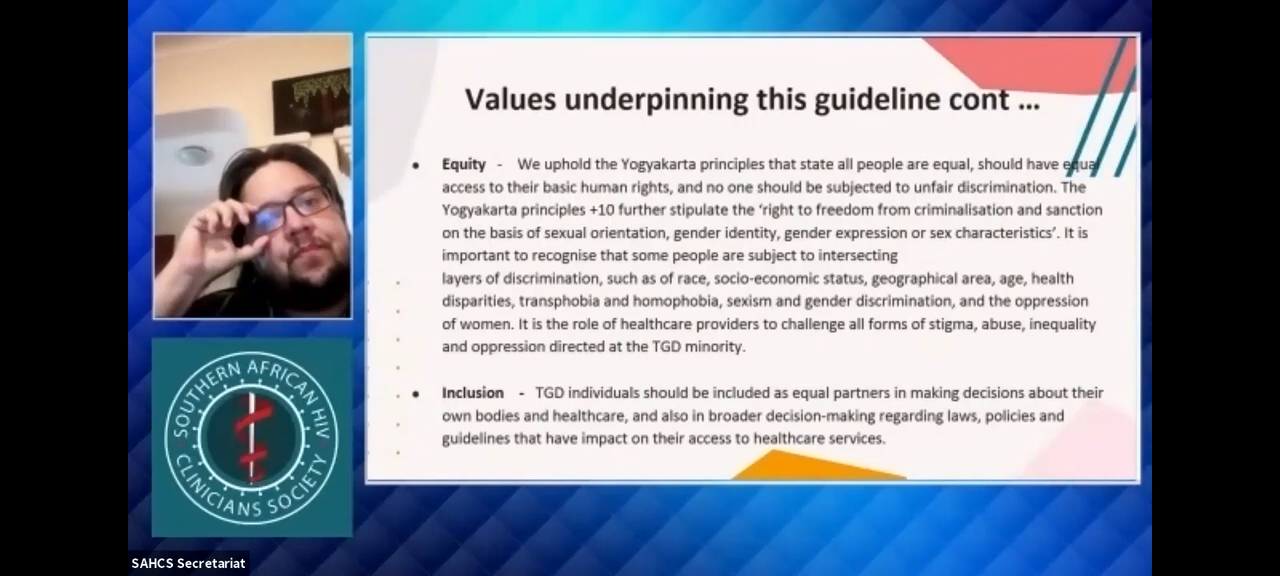 Values underpinning this guideline cont ...
• Equity - We uphold the Yogyakarta principles that state all people are equal, should have equal
access to their basic human rights, and no one should be subjected to unfair discrimination. The
Yogyakarta principles +10 further stipulate the ‘right to freedom from criminalisation and sanction
on the basis of sexual orientation, gender identity, gender expression or sex characteristics’. It is
important to recognise that some people are subject to intersecting
layers of discrimination, such as of race, socio-economic status, geographical area, age, health
disparities, transphobia and homophobia, sexism and gender discrimination, and the oppression
of women. It is the role of healthcare providers to challenge all forms of stigma, abuse, inequality
and oppression directed at the TGD minority.
• Inclusion - TGD individuals should be included as equal partners in making decisions about their
own bodies and healthcare, and also in broader decision-making regarding laws, policies and
guidelines that have impact on their access to healthcare services.
SOUTHERN AFRICAN HIV
CLINICIANS SOCIETY
SAHCS Secretariat